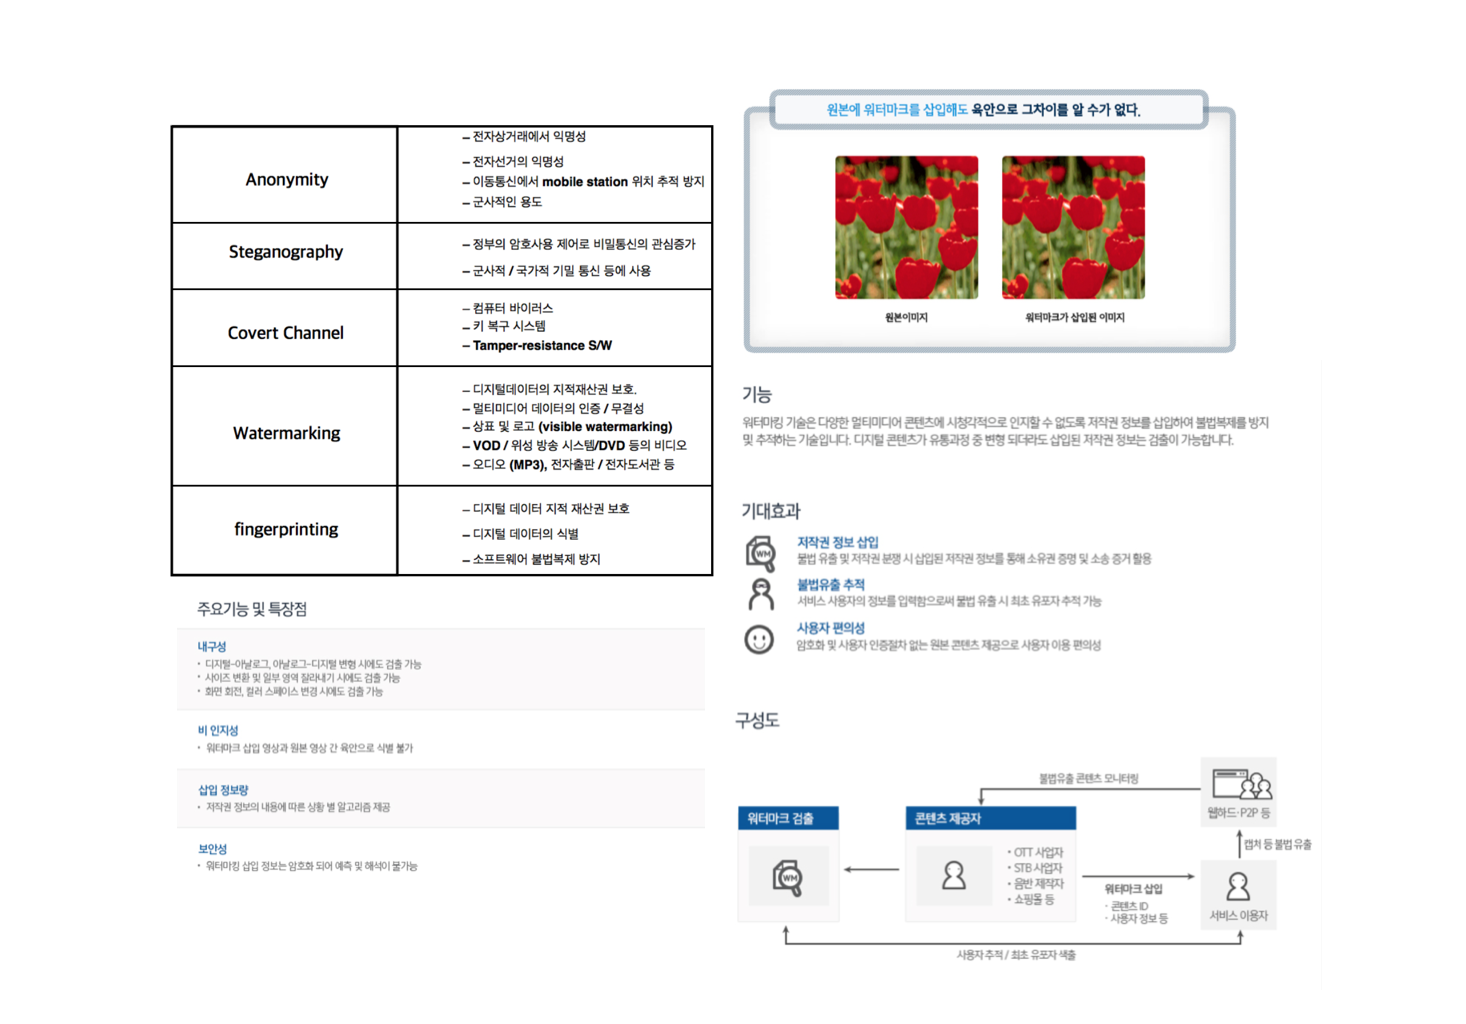 Anonymity
– 전자상거래에서 익명성
– 전자선거의 익명성
– 이동통신에서 mobile station 위치 추적 방지
– 군사적인 용도
Steganography
– 정부의 암호사용 제어로 비밀통신의 관심증가
– 군사적 / 국가적 기밀 통신 등에 사용
Covert Channel
– 컴퓨터 바이러스
– 키 복구 시스템
– Tamper-resistance S/W
Watermarking
– 디지털데이터의 지적재산권 보호.
– 멀티미디어 데이터의 인증 / 무결성
– 상표 및 로고 (visible watermarking)
– VOD / 위성 방송 시스템/DVD 등의 비디오
– 오디오 (MP3), 전자출판 / 전자도서관 등
fingerprinting
– 디지털 데이터 지적 재산권 보호
– 디지털 데이터의 식별
– 소프트웨어 불법복제 방지
주요기능 및 특장점
내구성
• 디지털-아날로그, 아날로그-디지털 변형 시에도 검출 가능
• 사이즈 변환 및 일부 영역 잘라내기 시에도 검출 가능
• 화면 회전, 컬러 스페이스 변경 시에도 검출 가능
비 인지성
• 워터마크 삽입 영상과 원본 영상 간 육안으로 식별 불가
삽입 정보량
• 저작권 정보의 내용에 따른 상황 별 알고리즘 제공
보안성
• 워터마킹 삽입 정보는 암호화 되어 예측 및 해석이 불가능
원본에 워터마크를 삽입해도 육안으로 그차이를 알 수가 없다.
원본이미지
워터마크가 삽입된 이미지
기능
워터마킹 기술은 다양한 멀티미디어 콘텐츠에 시청각적으로 인지할 수 없도록 저작권 정보를 삽입하여 불법복제를 방지
및 추적하는 기술입니다. 디지털 콘텐츠가 유통과정 중 변형 되더라도 삽입된 저작권 정보는 검출이 가능합니다.
기대효과
WM
저작권 정보 삽입
불법 유출 및 저작권 분쟁 시 삽입된 저작권 정보를 통해 소유권 증명 및 소송 증거 활용
불법유출 추적
서비스 사용자의 정보를 입력함으로써 불법 유출 시 최초 유포자 추적 가능
사용자 편의성
암호화 및 사용자 인증절차 없는 원본 콘텐츠 제공으로 사용자 이용 편의성
구성도
불법유출 콘텐츠 모니터링
웹하드·P2P 등
캡처 등 불법 유출
워터마크 검출
WM
콘텐츠 제공자
• OTT 사업자
• STB 사업자
• 음반 제작자
• 쇼핑몰 등
워터마크 삽입
· 콘텐츠 ID
· 사용자 정보 등
서비스 이용자
사용자 추적 / 최초 유포자 색출